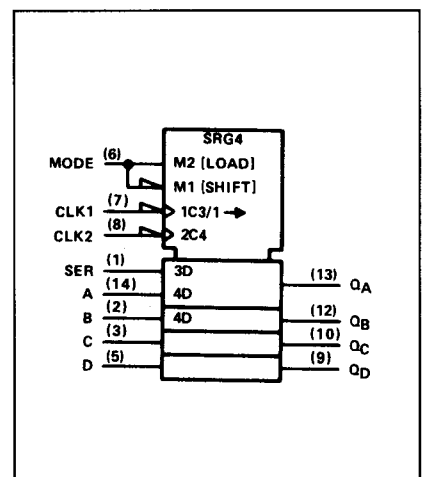 SRG4
MODE (6) M2 [LOAD]
M1 [SHIFT]
CLK1 (7) 1C3/1 →
CLK2 (8) 2C4
SER (1) 3D (13) QA
A (14) 4D
B (2) 4D (12) QB
C (3) (10) QC
D (5) (9) QD